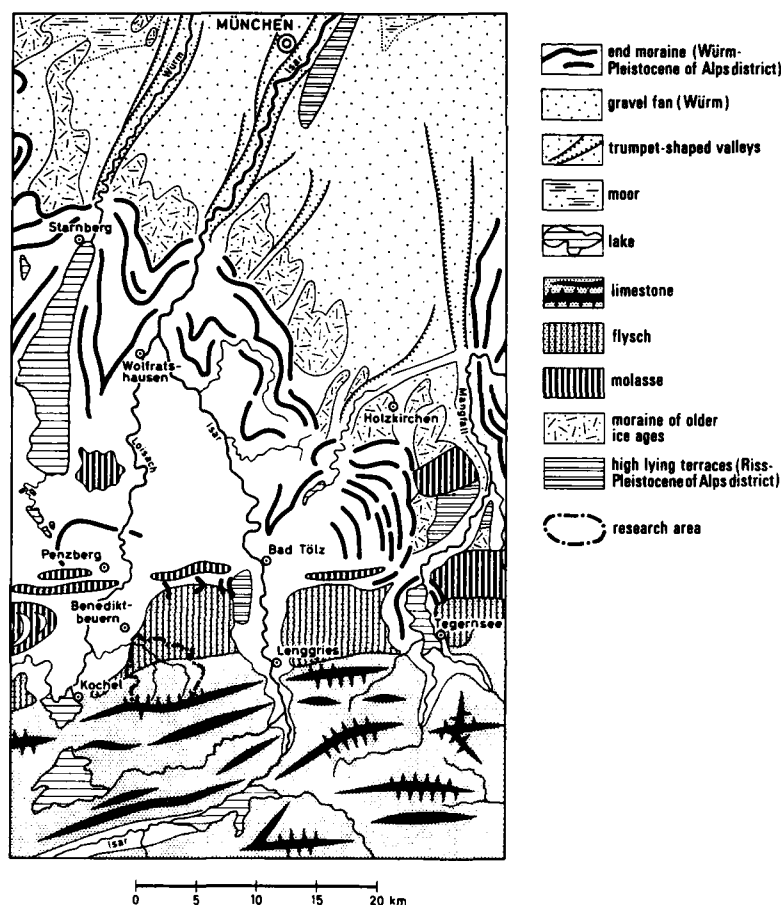 MÜNCHEN
Würm
Isar
Starnberg
Wolfrats-
hausen
Isar
Loisach
Holzkirchen
Mangfall
Penzberg
Bad Tölz
Benedikt-
beuern
Tegernsee
Lenggries
Kochel
Isar
0 5 10 15 20 km
end moraine (Würm-
Pleistocene of Alps district)
gravel fan (Würm)
trumpet-shaped valleys
moor
lake
limestone
flysch
molasse
moraine of older
ice ages
high lying terraces (Riss-
Pleistocene of Alps district)
research area